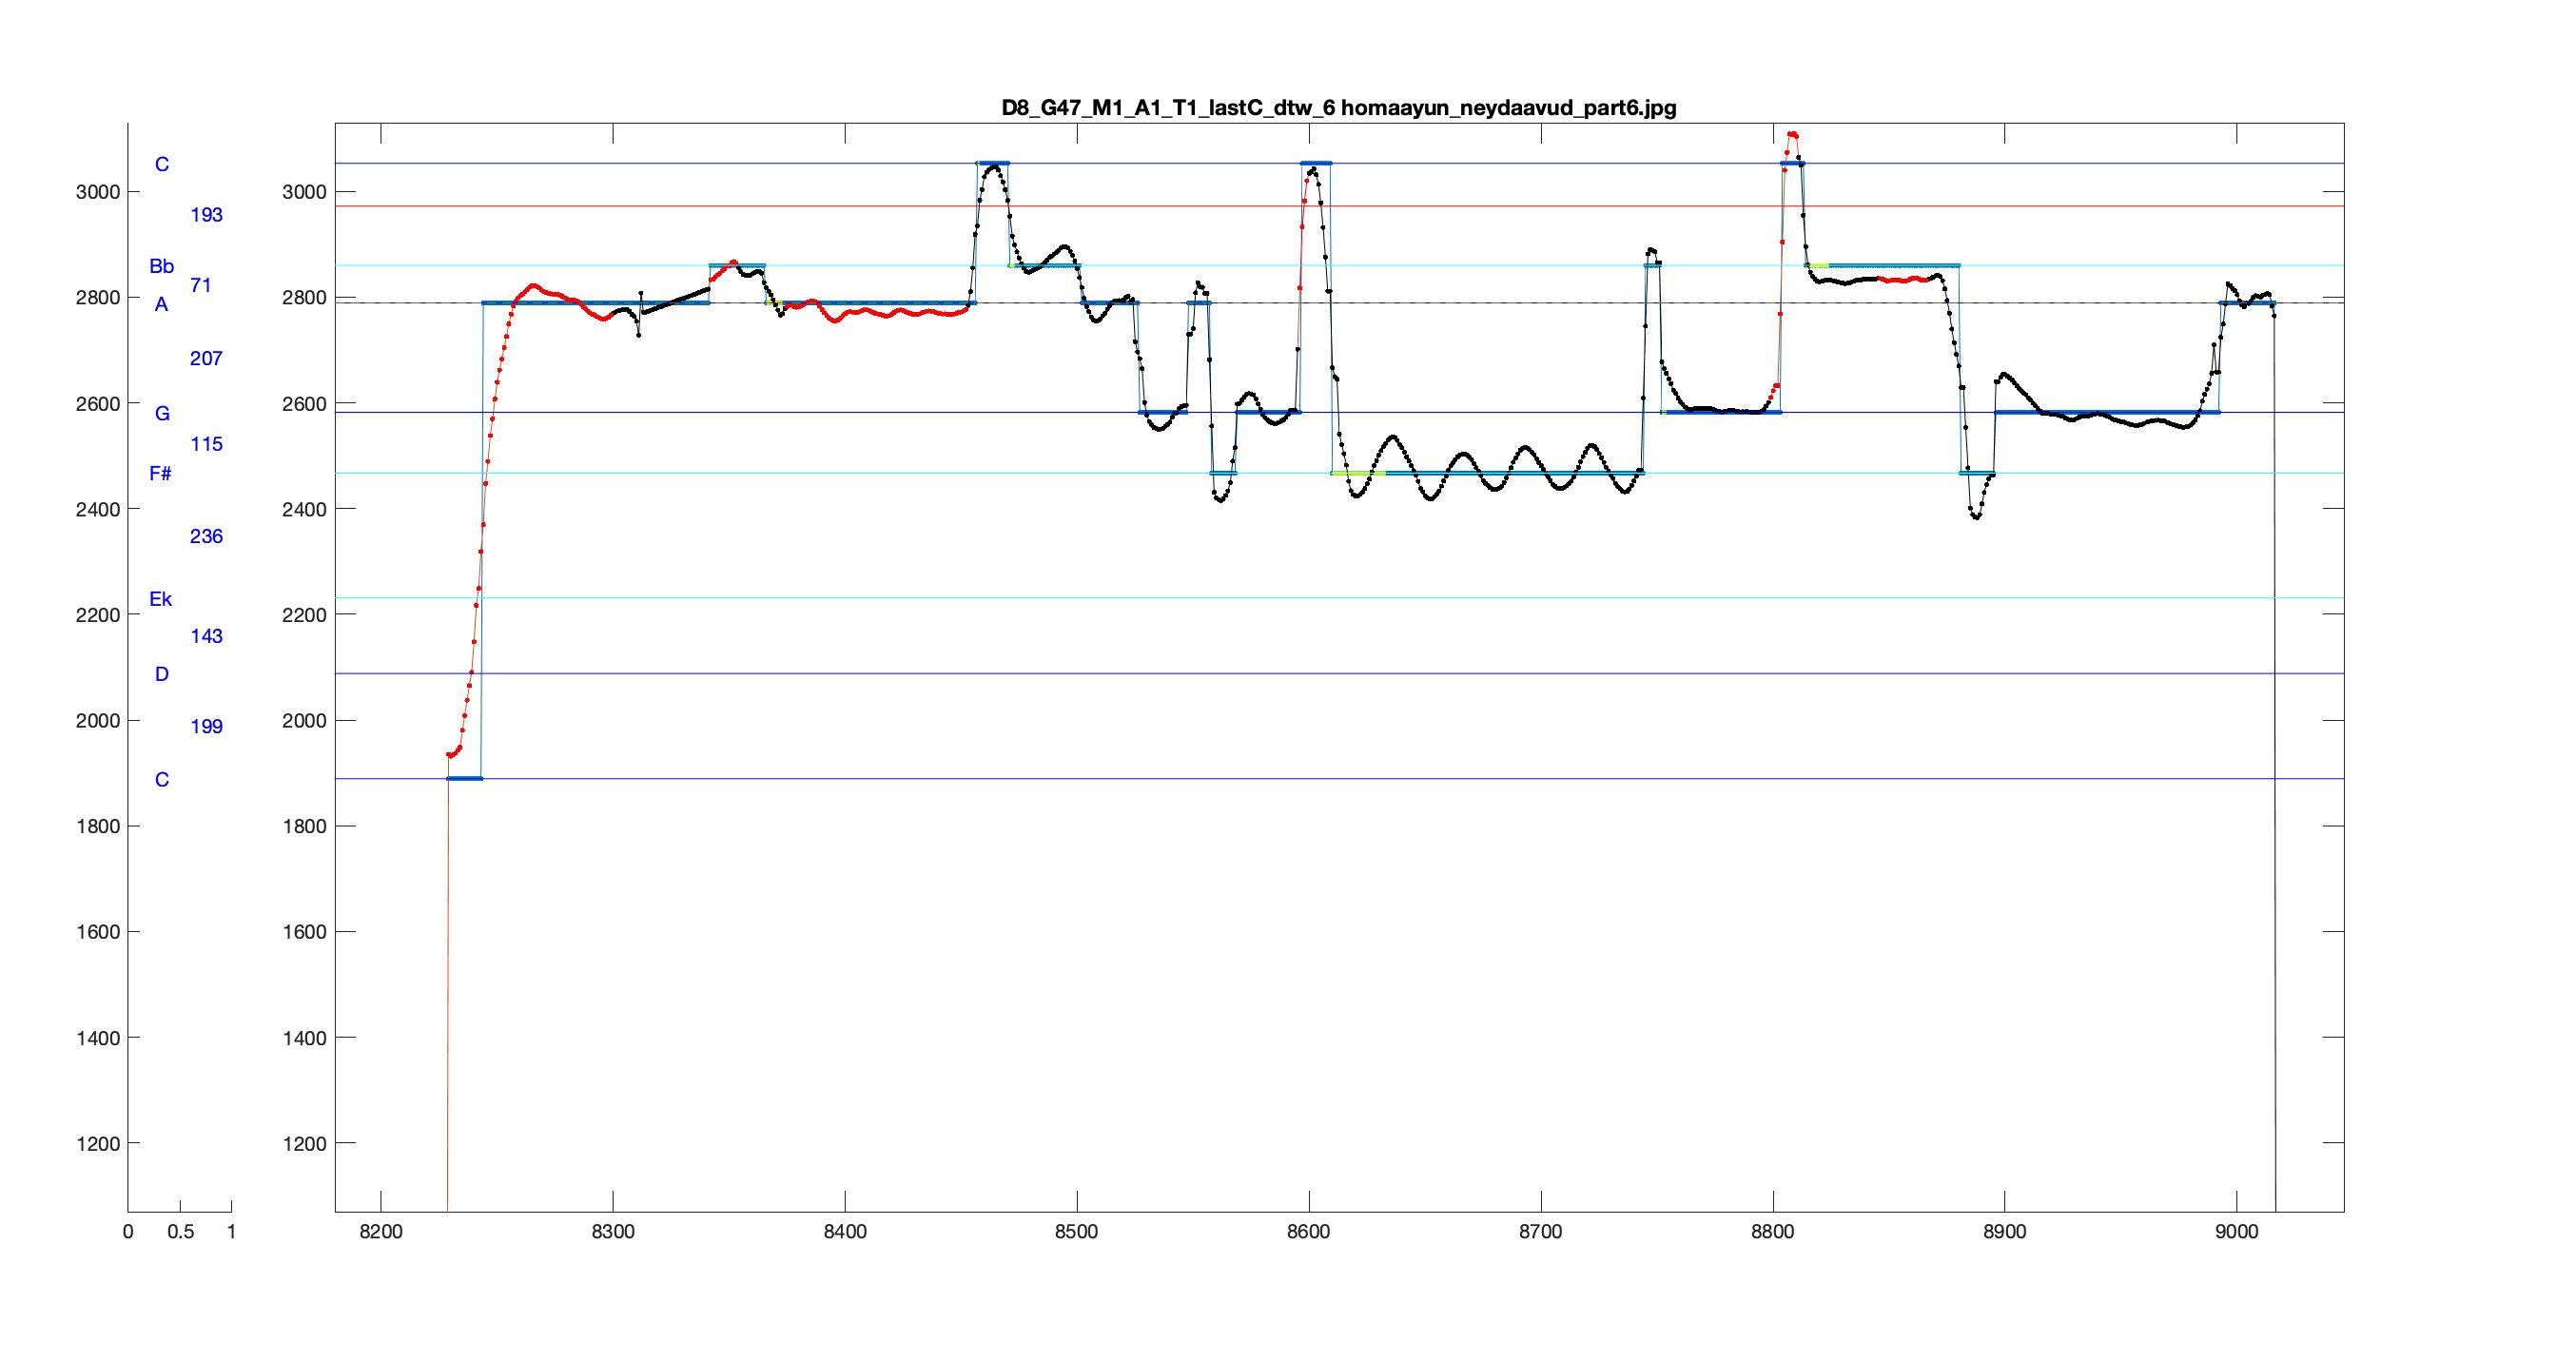 D8_G47_M1_A1_T1_lastC_dtw_6 homaayun_neydaavud_part6.jpg
C
3000 3000
193
Bb
71
2800 A 2800
207
2600 G 2600
115
F#
2400 2400
236
Ek
2200 2200
143
D
2000 199 2000
C
1800 1800
1600 1600
1400 1400
1200 1200
0 0.5 1 8200 8300 8400 8500 8600 8700 8800 8900 9000